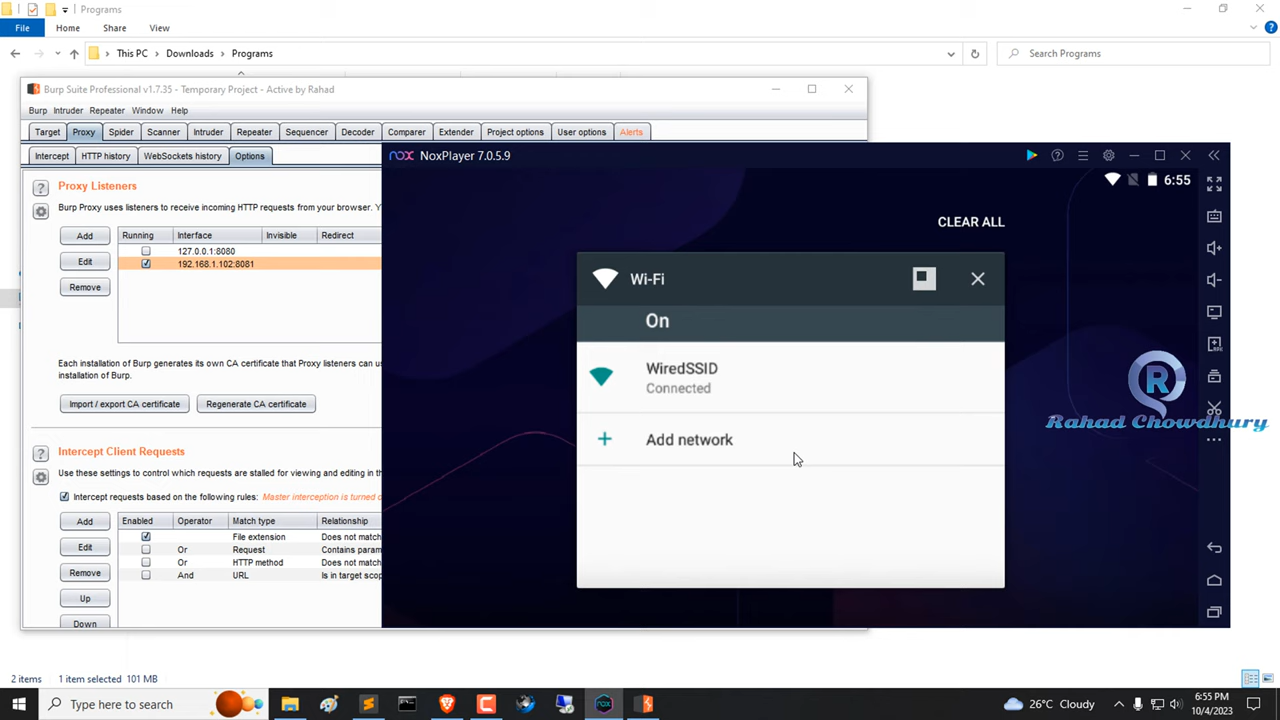 Programs
File Home Share View
This PC Downloads Programs Search Programs
Burp Suite Professional v1.7.35 - Temporary Project - Active by Rahad
Burp Intruder Repeater Window Help
Target Proxy Spider Scanner Intruder Repeater Sequencer Decoder Comparer Extender Project options User options Alerts
Intercept HTTP history WebSockets history Options
nox NoxPlayer 7.0.5.9
6:55
? Proxy Listeners
Burp Proxy uses listeners to receive incoming HTTP requests from your browser.
Add Running Interface Invisible Redirect
127.0.0.1:8080
Edit 192.168.1.102:8081
Remove
CLEAR ALL
Wi-Fi
On
WiredSSID
Connected
Add network
Each installation of Burp generates its own CA certificate that Proxy listeners can
installation of Burp.
Import / export CA certificate Regenerate CA certificate
R
Rahad Chowdhury
? Intercept Client Requests
Use these settings to control which requests are stalled for viewing and editing in th
Intercept requests based on the following rules: Master interception is turned o
Add Enabled Operator Match type Relationship
File extension Does not match
Edit Or Request Contains param
Or HTTP method Does not match
Remove And URL Is in target scop
Up
Down
2 items 1 item selected 101 MB
Type here to search
nox
26°C Cloudy
6:55 PM
10/4/2023